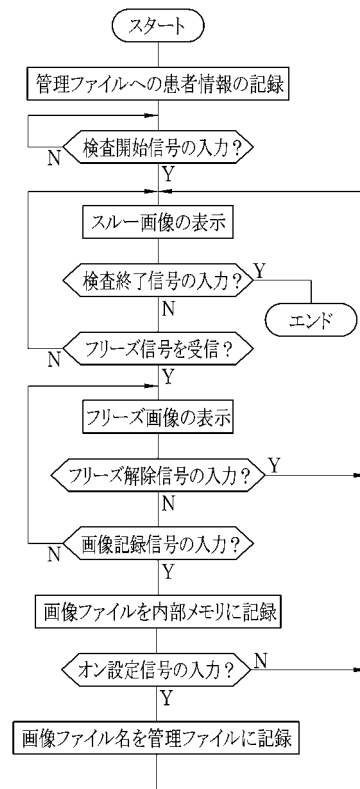 スタート
管理ファイルへの患者情報の記録
検査開始信号の入力?
N
Y
スルー画像の表示
検査終了信号の入力?
Y
N
エンド
フリーズ信号を受信?
N
Y
フリーズ画像の表示
フリーズ解除信号の入力?
Y
N
画像記録信号の入力?
N
Y
画像ファイルを内部メモリに記録
オン設定信号の入力?
N
Y
画像ファイル名を管理ファイルに記録